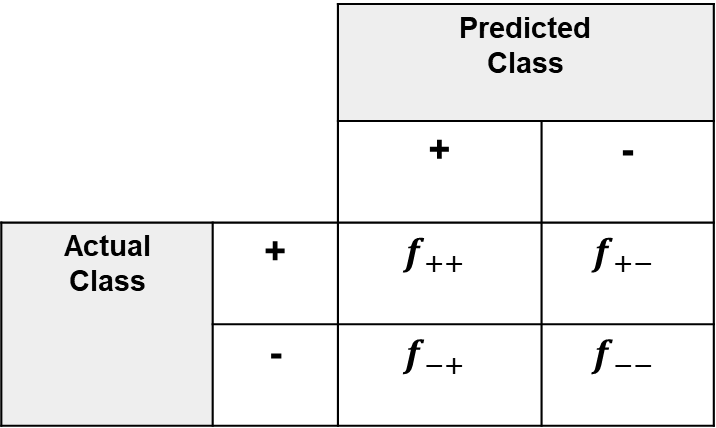 Predicted
Class
+ -
Actual
Class
+ f++ f+−
- f−+ f−−